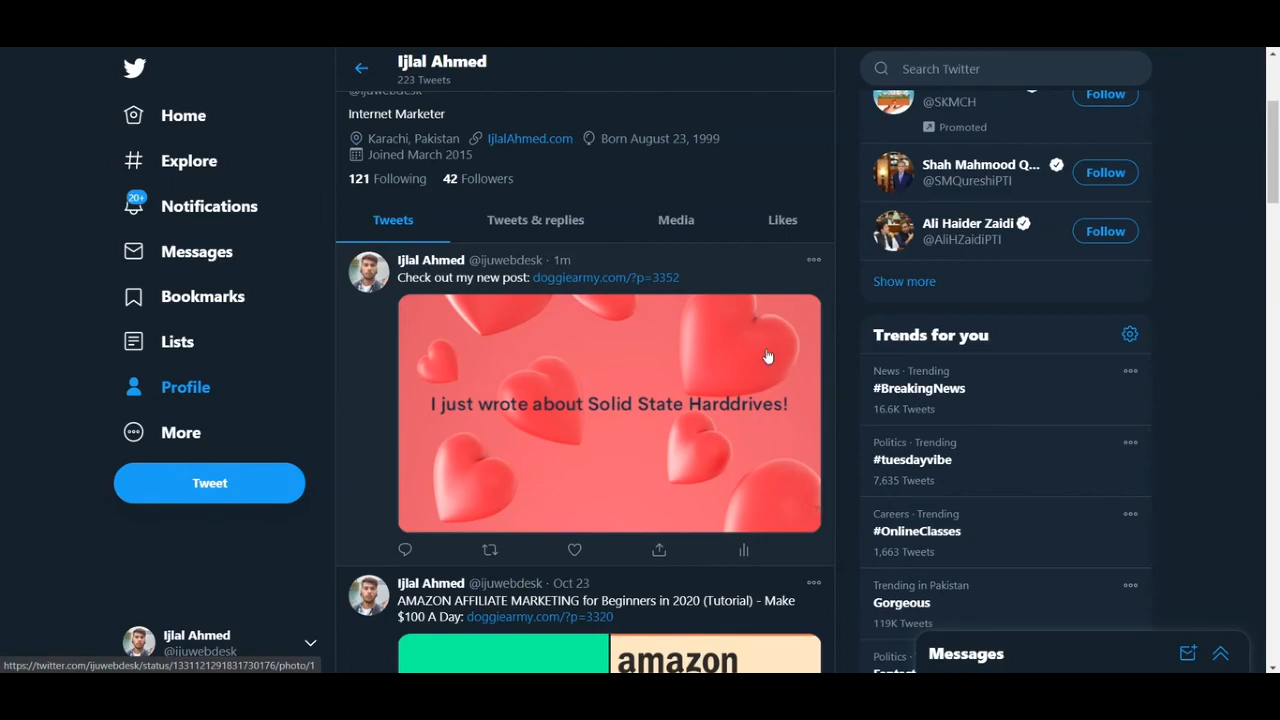 Home
Explore
20+
Notifications
Messages
Bookmarks
Lists
Profile
More
Tweet
Ijlal Ahmed
@ijuwebdesk
https://twitter.com/ijuwebdesk/status/1331121291831730176/photo/1
Ijlal Ahmed
223 Tweets
@ijuwebdesk
Internet Marketer
Karachi, Pakistan IjlalAhmed.com Born August 23, 1999
Joined March 2015
121 Following 42 Followers
Tweets Tweets & replies Media Likes
Ijlal Ahmed @ijuwebdesk · 1m
Check out my new post: doggiearmy.com/?p=3352
I just wrote about Solid State Harddrives!
Ijlal Ahmed @ijuwebdesk · Oct 23
AMAZON AFFILIATE MARKETING for Beginners in 2020 (Tutorial) - Make
$100 A Day: doggiearmy.com/?p=3320
amazon
Search Twitter
@SKMCH
Follow
Promoted
Shah Mahmood Q...
@SMQureshiPTI
Follow
Ali Haider Zaidi
@AliHZaidiPTI
Follow
Show more
Trends for you
News · Trending
#BreakingNews
16.6K Tweets
Politics · Trending
#tuesdayvibe
7,635 Tweets
Careers · Trending
#OnlineClasses
1,663 Tweets
Trending in Pakistan
Gorgeous
119K Tweets
Politics ·
Messages